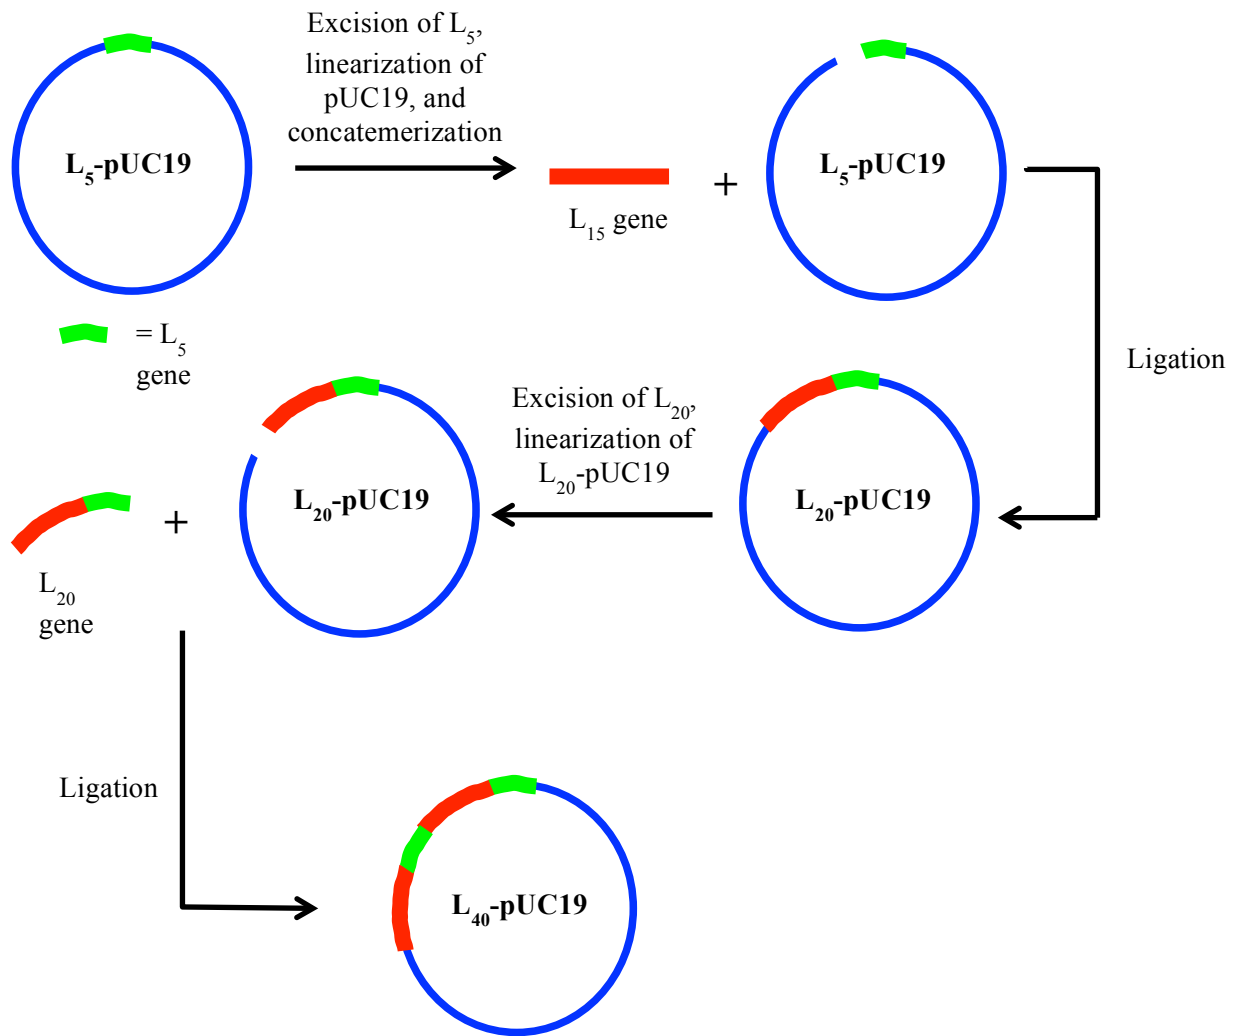 Excision of L5,
linearization of
pUC19, and
concatemerization
L5-pUC19
L15 gene
+
L5-pUC19
= L5
gene
Ligation
Excision of L20,
linearization of
L20-pUC19
L20-pUC19
L20-pUC19
+
L20
gene
Ligation
L40-pUC19